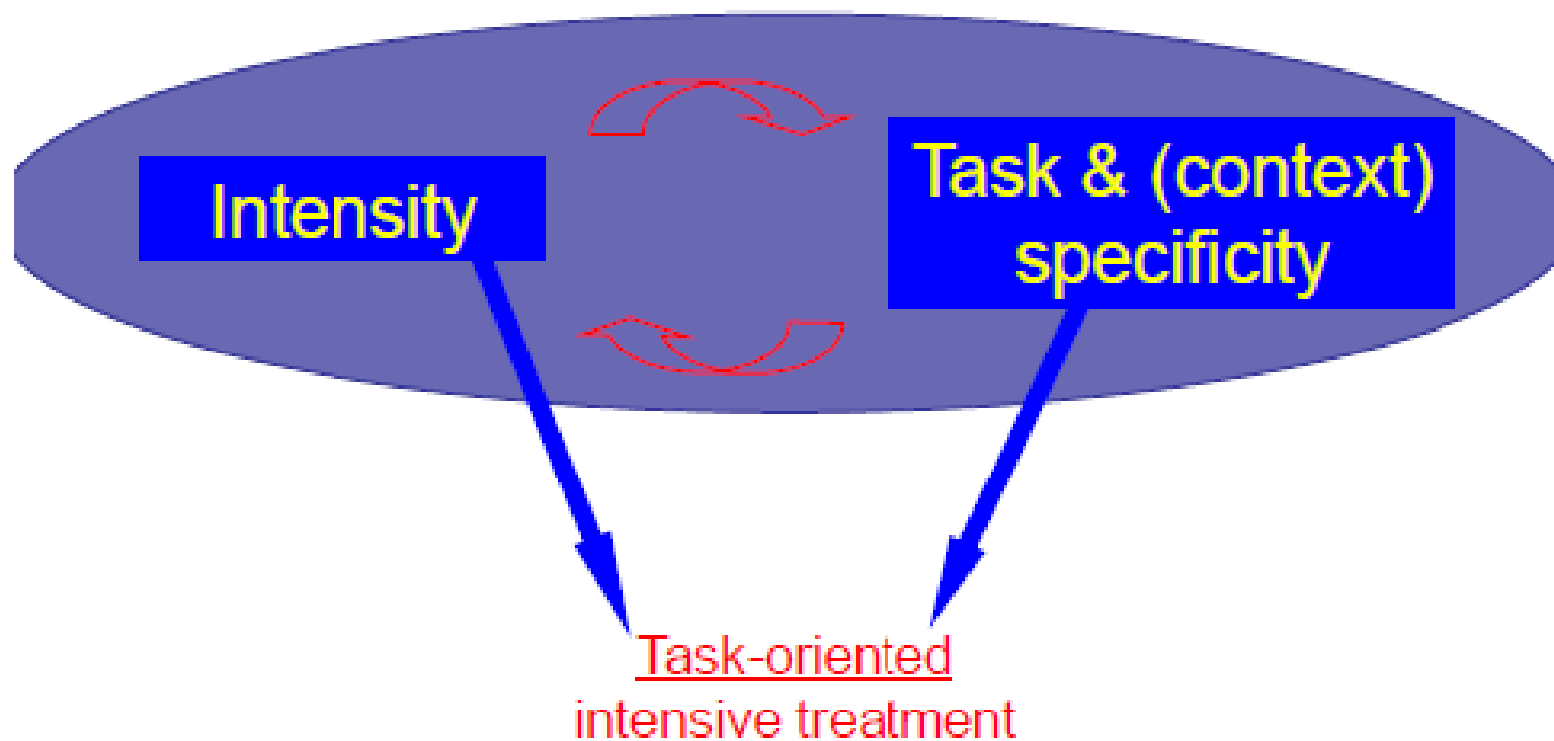 Intensity
Task & (context)
specificity
Task-oriented
intensive treatment